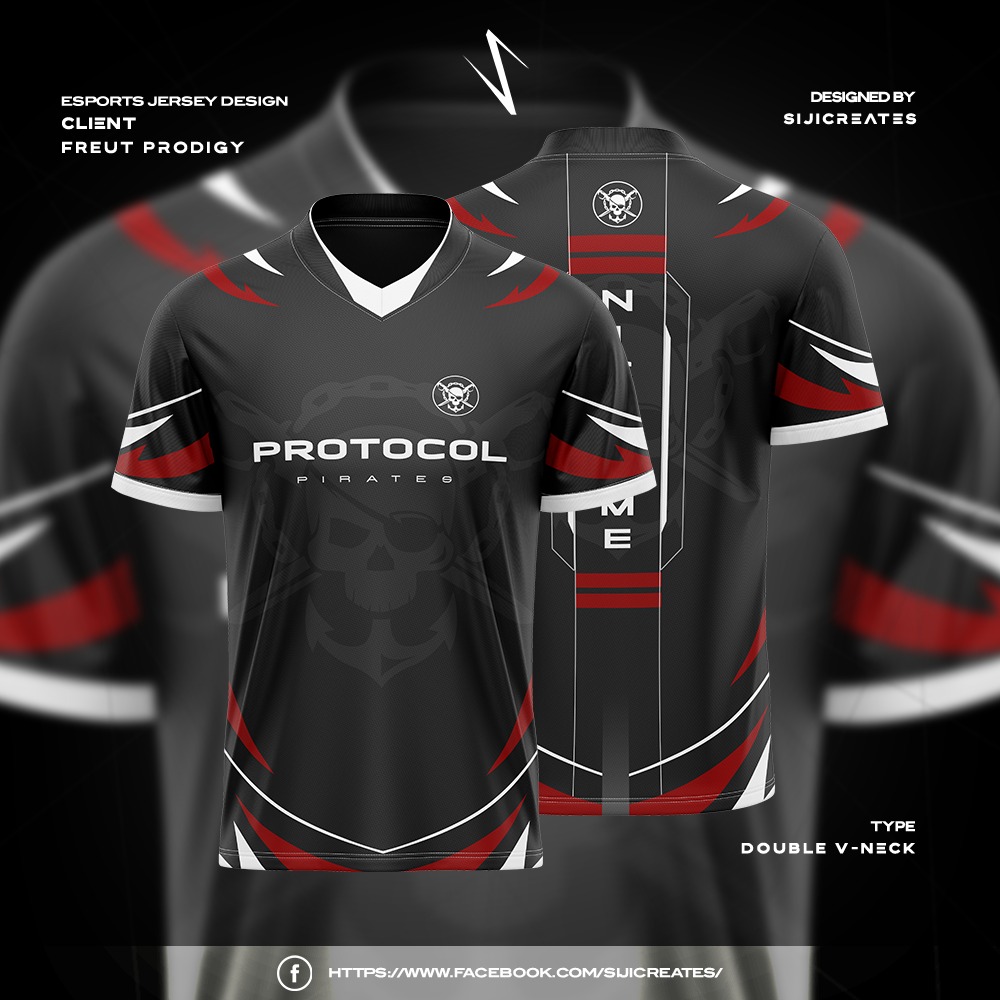 ESPORTS JERSEY DESIGN
CLIENT
FREUT PRODIGY
DESIGNED BY
SIJICREATES
PROTOCOL
PIRATES
N
M
E
TYPE
DOUBLE V-NECK
f
HTTPS://WWW.FACEBOOK.COM/SIJICREATES/